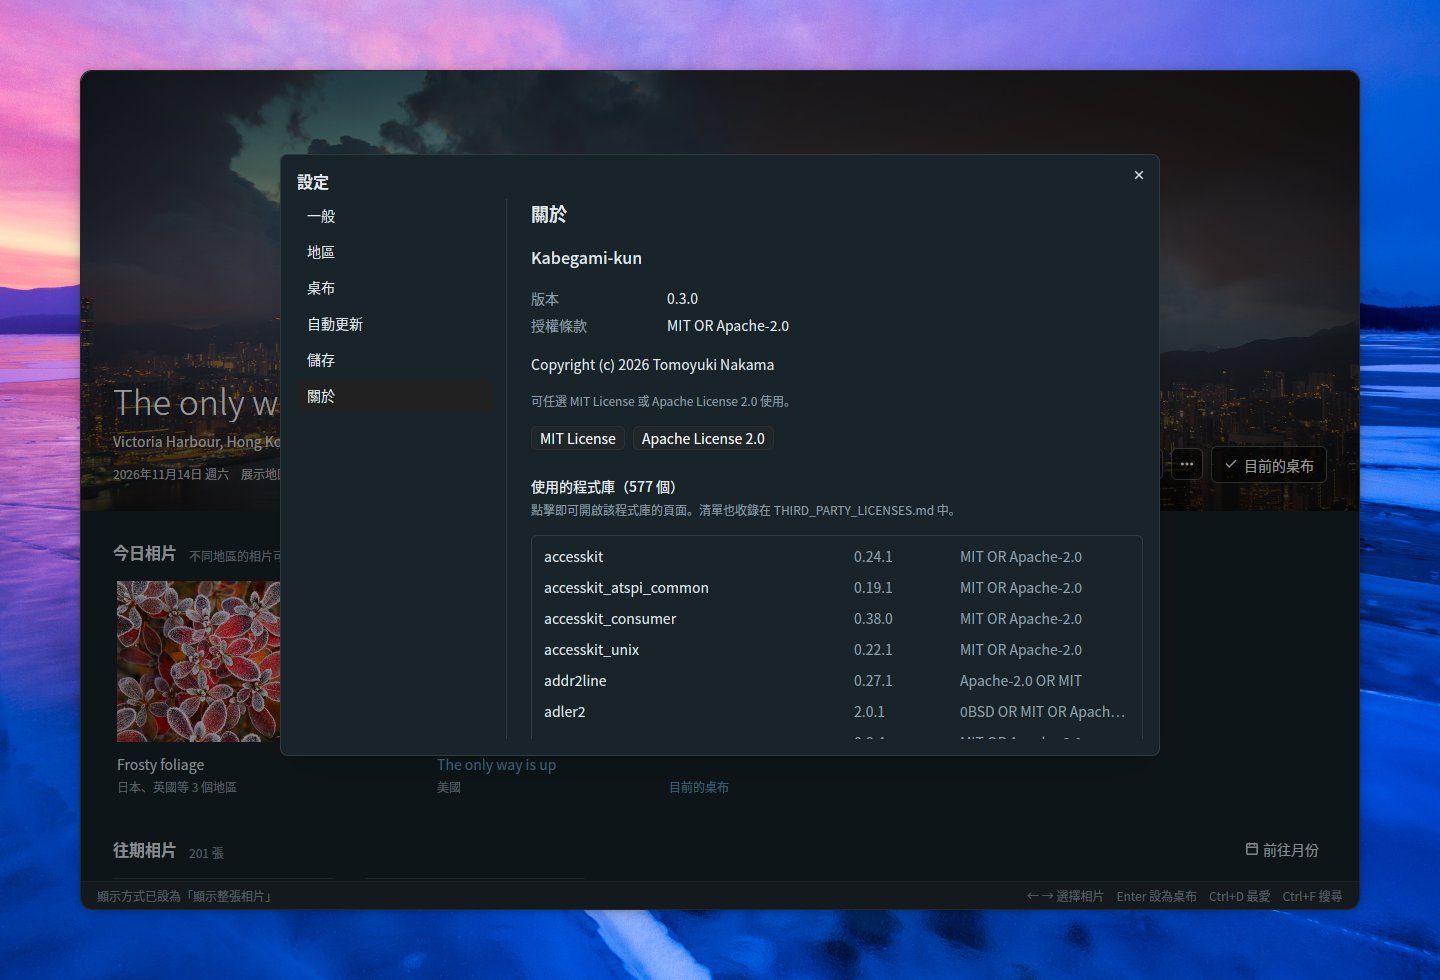 設定
一般
地區
桌布
自動更新
儲存
關於
關於
Kabegami-kun
版本 0.3.0
授權條款 MIT OR Apache-2.0
Copyright (c) 2026 Tomoyuki Nakama
可任選 MIT License 或 Apache License 2.0 使用。
MIT License Apache License 2.0
使用的程式庫（577 個）
點擊即可開啟該程式庫的頁面。清單也收錄在 THIRD_PARTY_LICENSES.md 中。
accesskit 0.24.1 MIT OR Apache-2.0
accesskit_atspi_common 0.19.1 MIT OR Apache-2.0
accesskit_consumer 0.38.0 MIT OR Apache-2.0
accesskit_unix 0.22.1 MIT OR Apache-2.0
addr2line 0.27.1 Apache-2.0 OR MIT
adler2 2.0.1 0BSD OR MIT OR Apach…
The only w
Victoria Harbour, Hong Ko
2026年11月14日 週六 展示地
目前的桌布
今日相片 不同地區的相片可
Frosty foliage
日本、英國等 3 個地區
The only way is up
美國 目前的桌布
往期相片 201 張
前往月份
顯示方式已設為「顯示整張相片」
←→ 選擇相片 Enter 設為桌布 Ctrl+D 最愛 Ctrl+F 搜尋